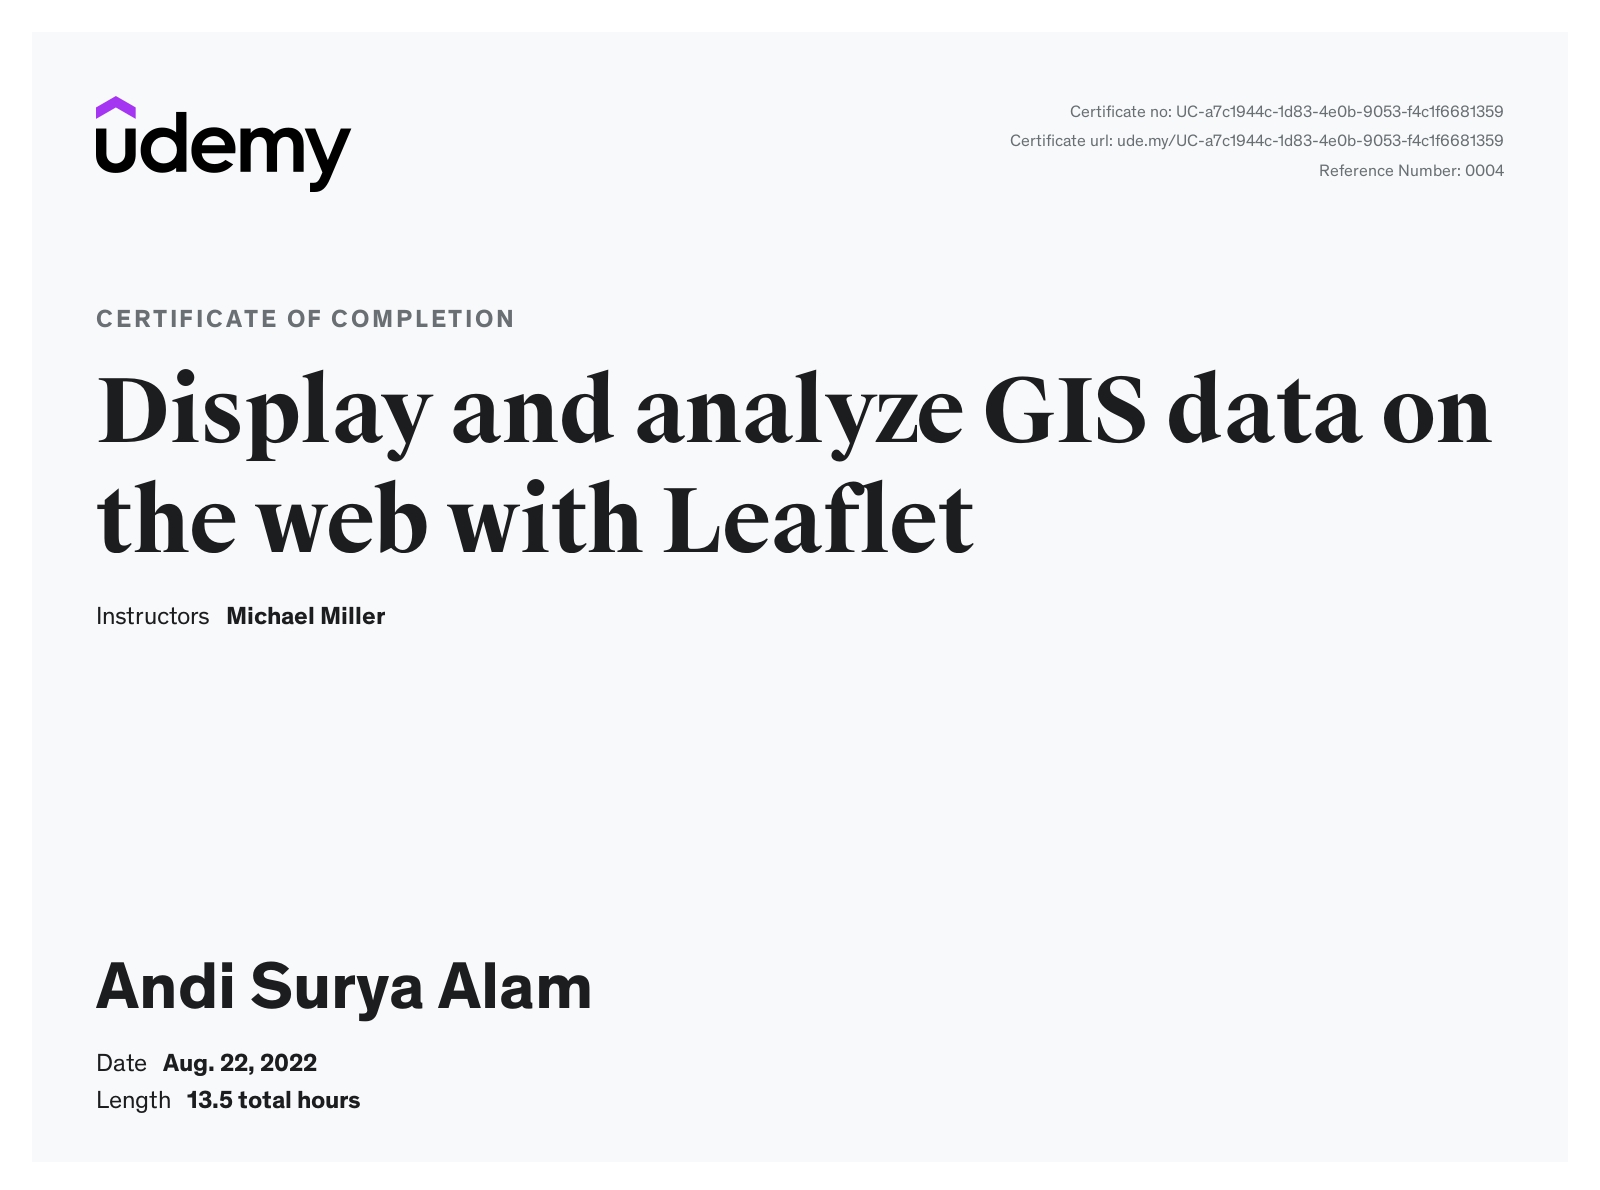 udemy
Certificate no: UC-a7c1944c-1d83-4e0b-9053-f4c1f6681359
Certificate url: ude.my/UC-a7c1944c-1d83-4e0b-9053-f4c1f6681359
Reference Number: 0004
CERTIFICATE OF COMPLETION
Display and analyze GIS data on
the web with Leaflet
Instructors Michael Miller
Andi Surya Alam
Date Aug. 22, 2022
Length 13.5 total hours